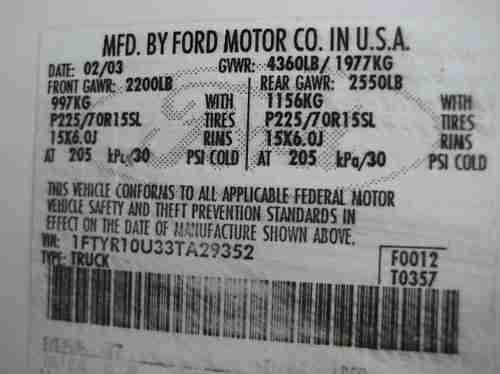 MFD. BY FORD MOTOR CO. IN U.S.A.
DATE: 02/03 GVWR: 4360LB/ 1977KG
FRONT GAWR: 2200LB REAR GAWR: 2550LB
997KG WITH 1156KG WITH
P225/70R15SL TIRES P225/70R15SL TIRES
15X6.0J RIMS 15X6.0J RIMS
AT 205 kPa/30 PSI COLD AT 205 kPa/30 PSI COLD
THIS VEHICLE CONFORMS TO ALL APPLICABLE FEDERAL MOTOR
VEHICLE SAFETY AND THEFT PREVENTION STANDARDS IN
EFFECT ON THE DATE OF MANUFACTURE SHOWN ABOVE.
VIN: 1FTYR10U33TA29352 F0012
TYPE: TRUCK T0357